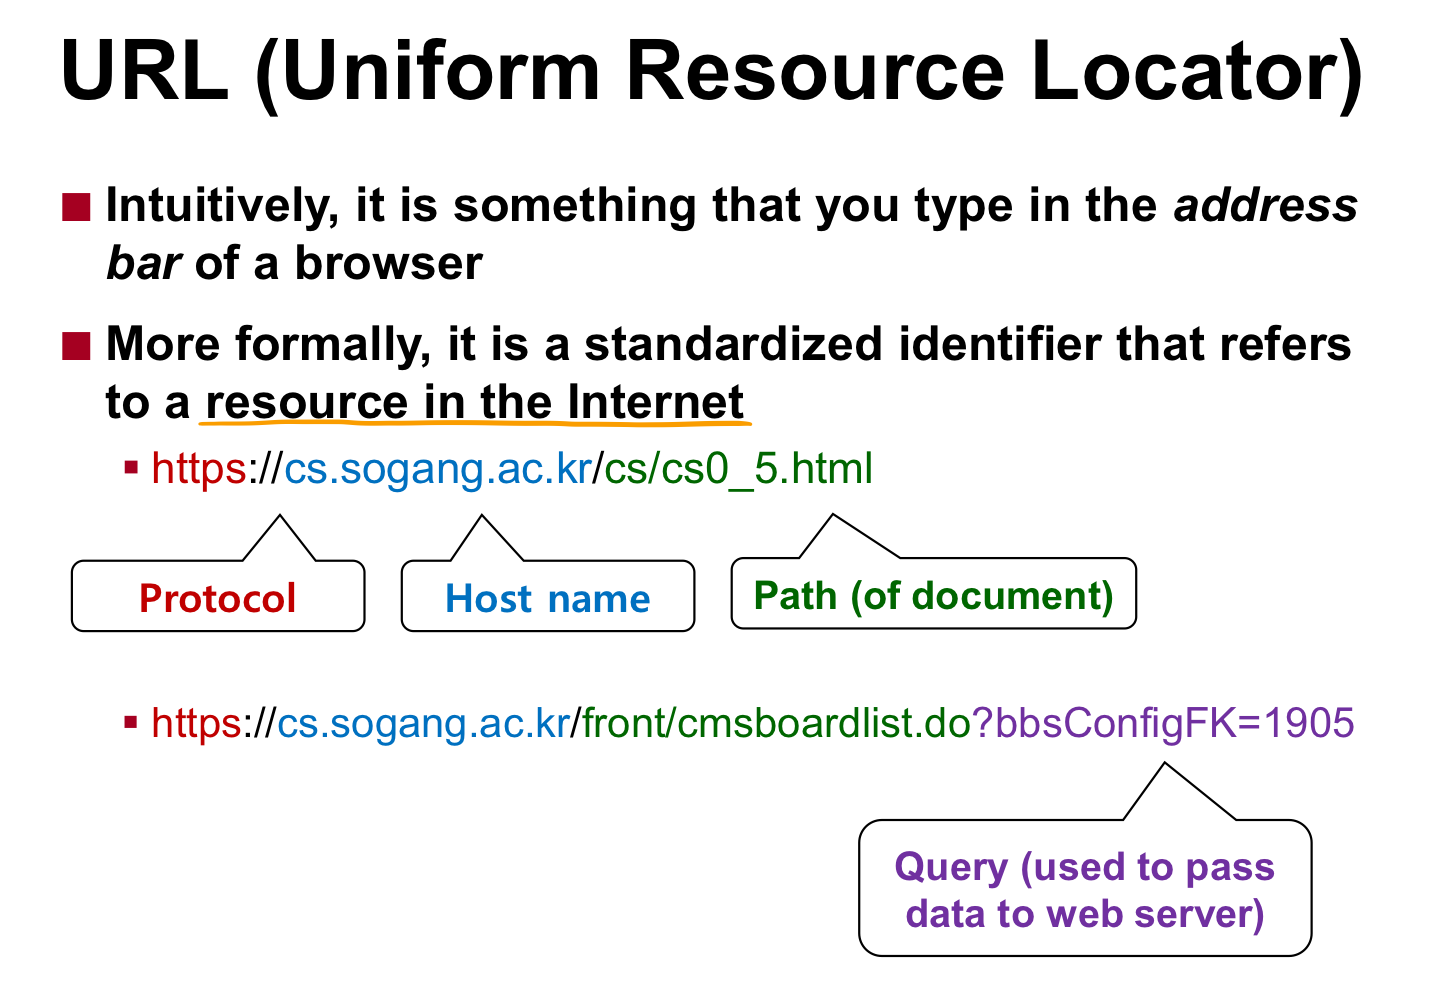 URL (Uniform Resource Locator)
Intuitively, it is something that you type in the address
bar of a browser
More formally, it is a standardized identifier that refers
to a resource in the Internet
https://cs.sogang.ac.kr/cs/cs0_5.html
Protocol
Host name
Path (of document)
https://cs.sogang.ac.kr/front/cmsboardlist.do?bbsConfigFK=1905
Query (used to pass
data to web server)